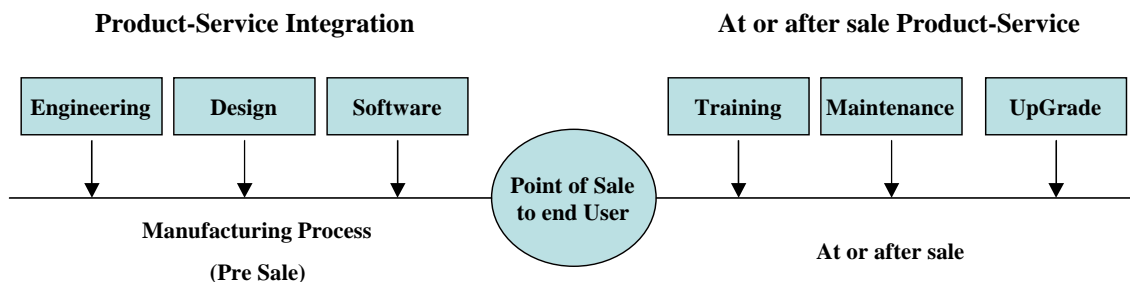 Product-Service Integration
At or after sale Product-Service
Engineering
Design
Software
Training
Maintenance
UpGrade
Point of Sale
to end User
Manufacturing Process
(Pre Sale)
At or after sale